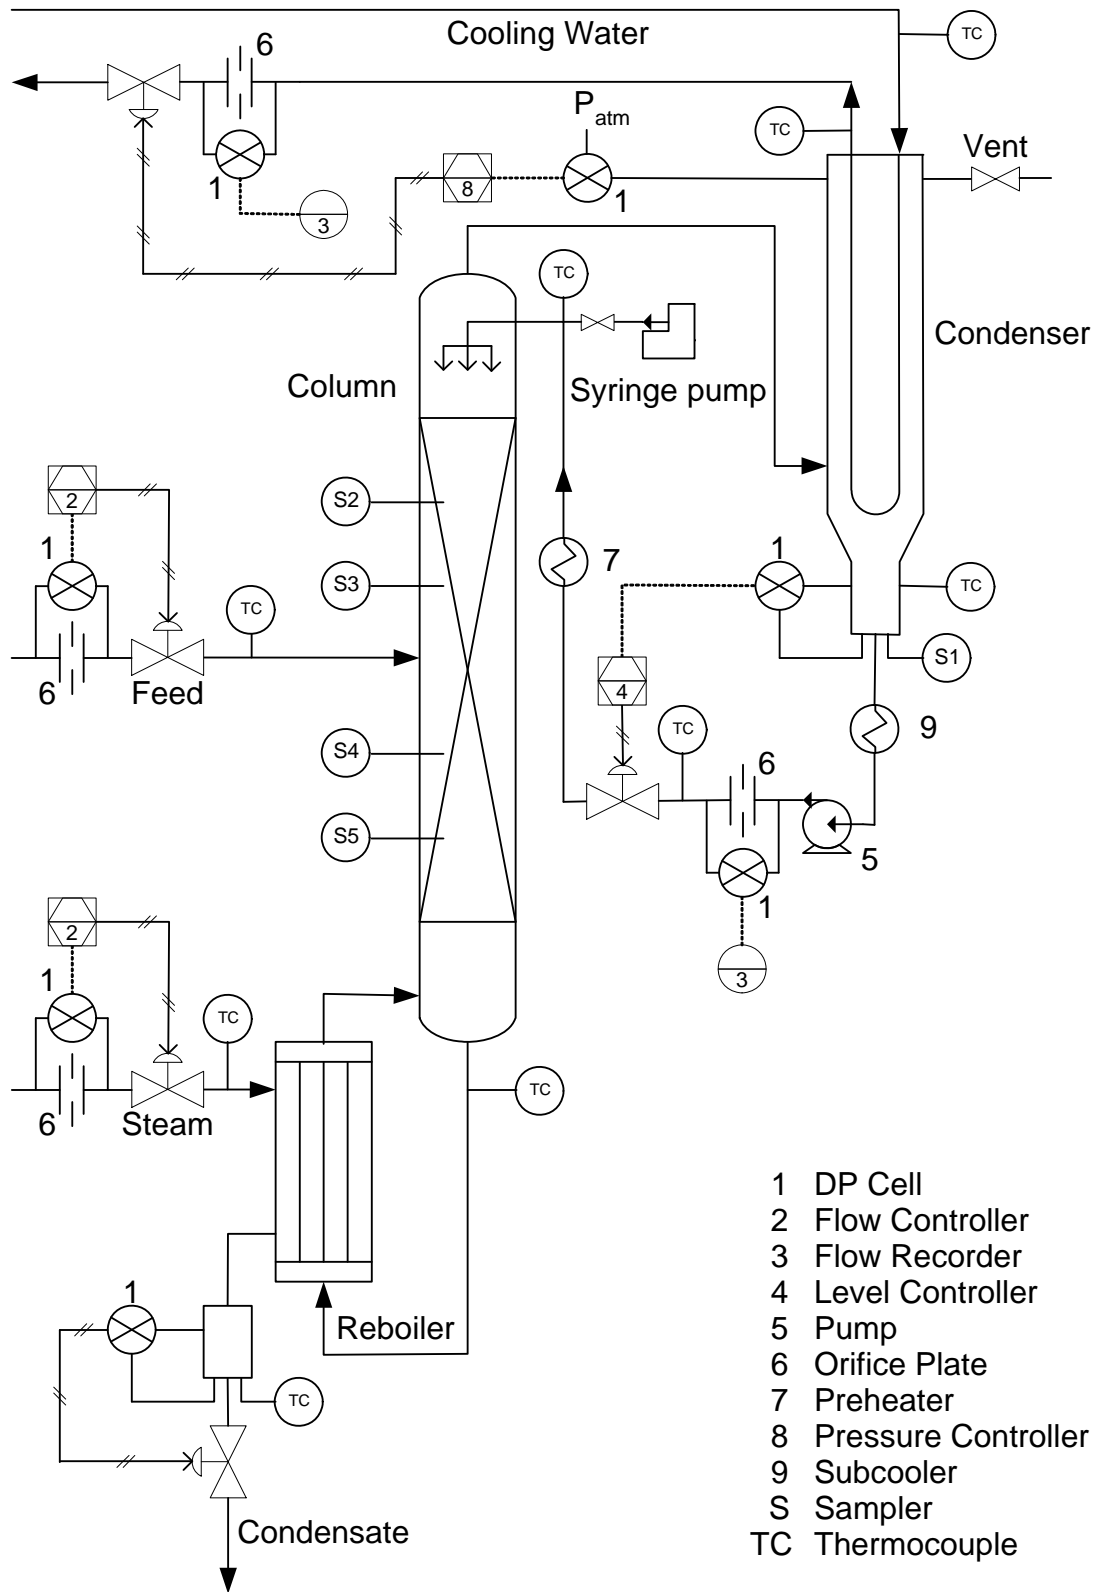 Cooling Water
TC
6
P atm
TC
Vent
1
8
1
3
TC
Condenser
Column
Syringe pump
2
S2
1
1
7
S3
TC
TC
S1
6
Feed
4
TC
9
S4
6
S5
5
2
1
1
TC
3
TC
6
Steam
1 DP Cell
2 Flow Controller
3 Flow Recorder
1
4 Level Controller
Reboiler
5 Pump
6 Orifice Plate
TC
7 Preheater
8 Pressure Controller
9 Subcooler
S Sampler
Condensate
TC Thermocouple